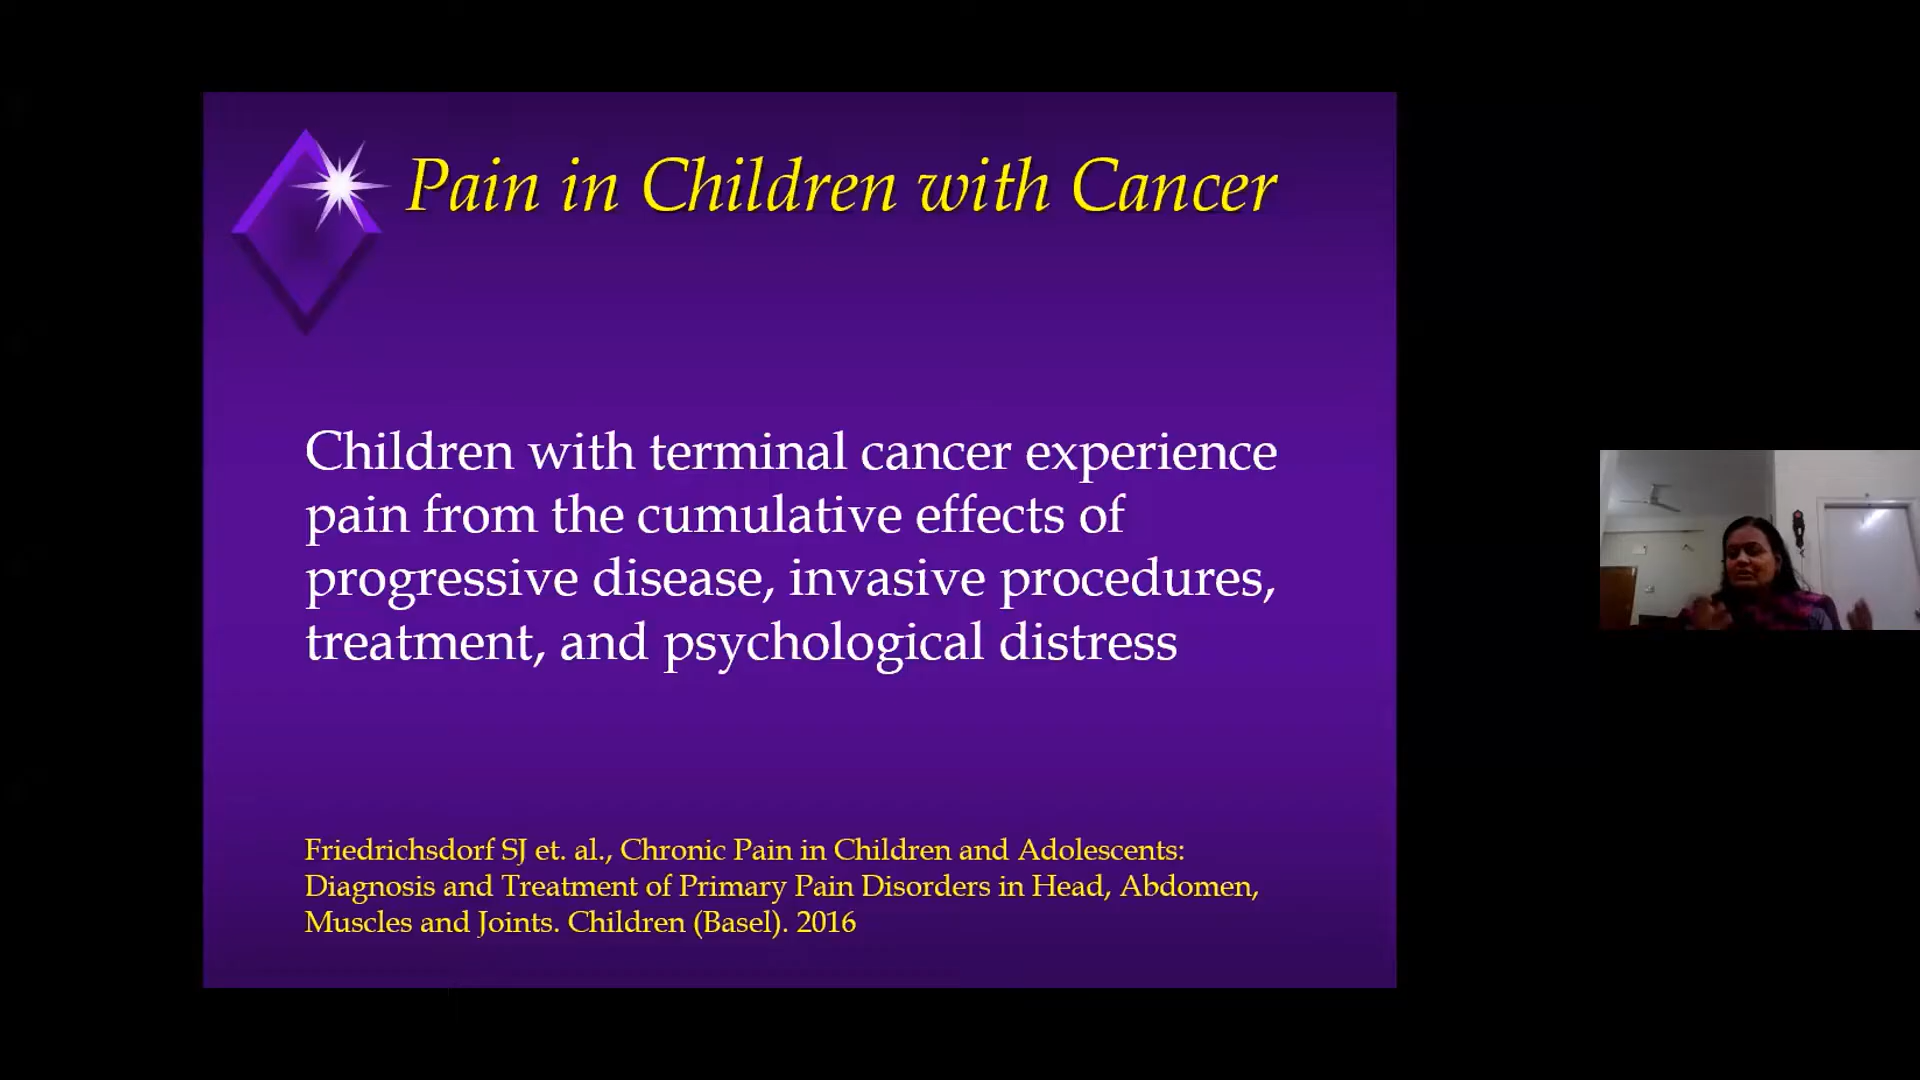 Pain in Children with Cancer
Children with terminal cancer experience
pain from the cumulative effects of
progressive disease, invasive procedures,
treatment, and psychological distress
Friedrichsdorf SJ et. al., Chronic Pain in Children and Adolescents:
Diagnosis and Treatment of Primary Pain Disorders in Head, Abdomen,
Muscles and Joints. Children (Basel). 2016